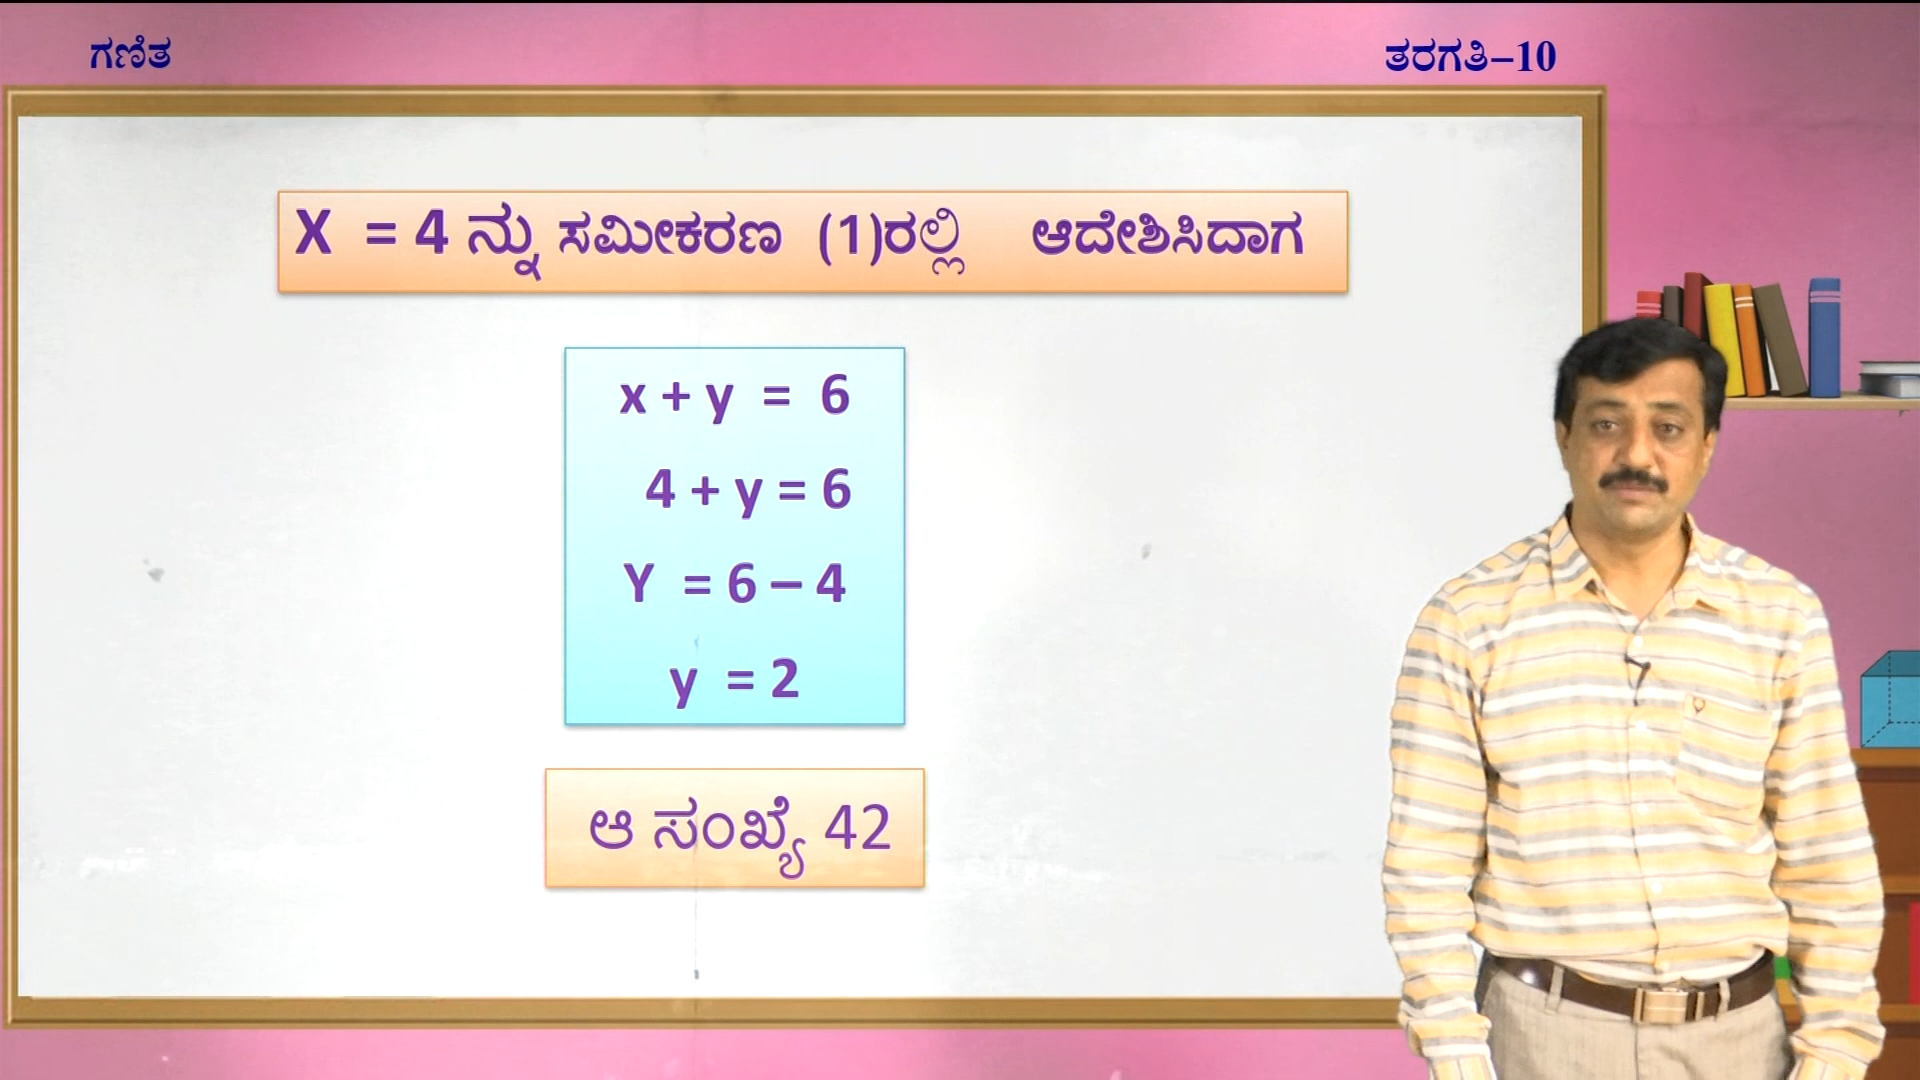 ಗಣಿತ
ತರಗತಿ–10
X = 4 ನ್ನು ಸಮೀಕರಣ (1)ರಲ್ಲಿ ಆದೇಶಿಸಿದಾಗ
x + y = 6
4 + y = 6
Y = 6 – 4
y = 2
ಆ ಸಂಖ್ಯೆ 42